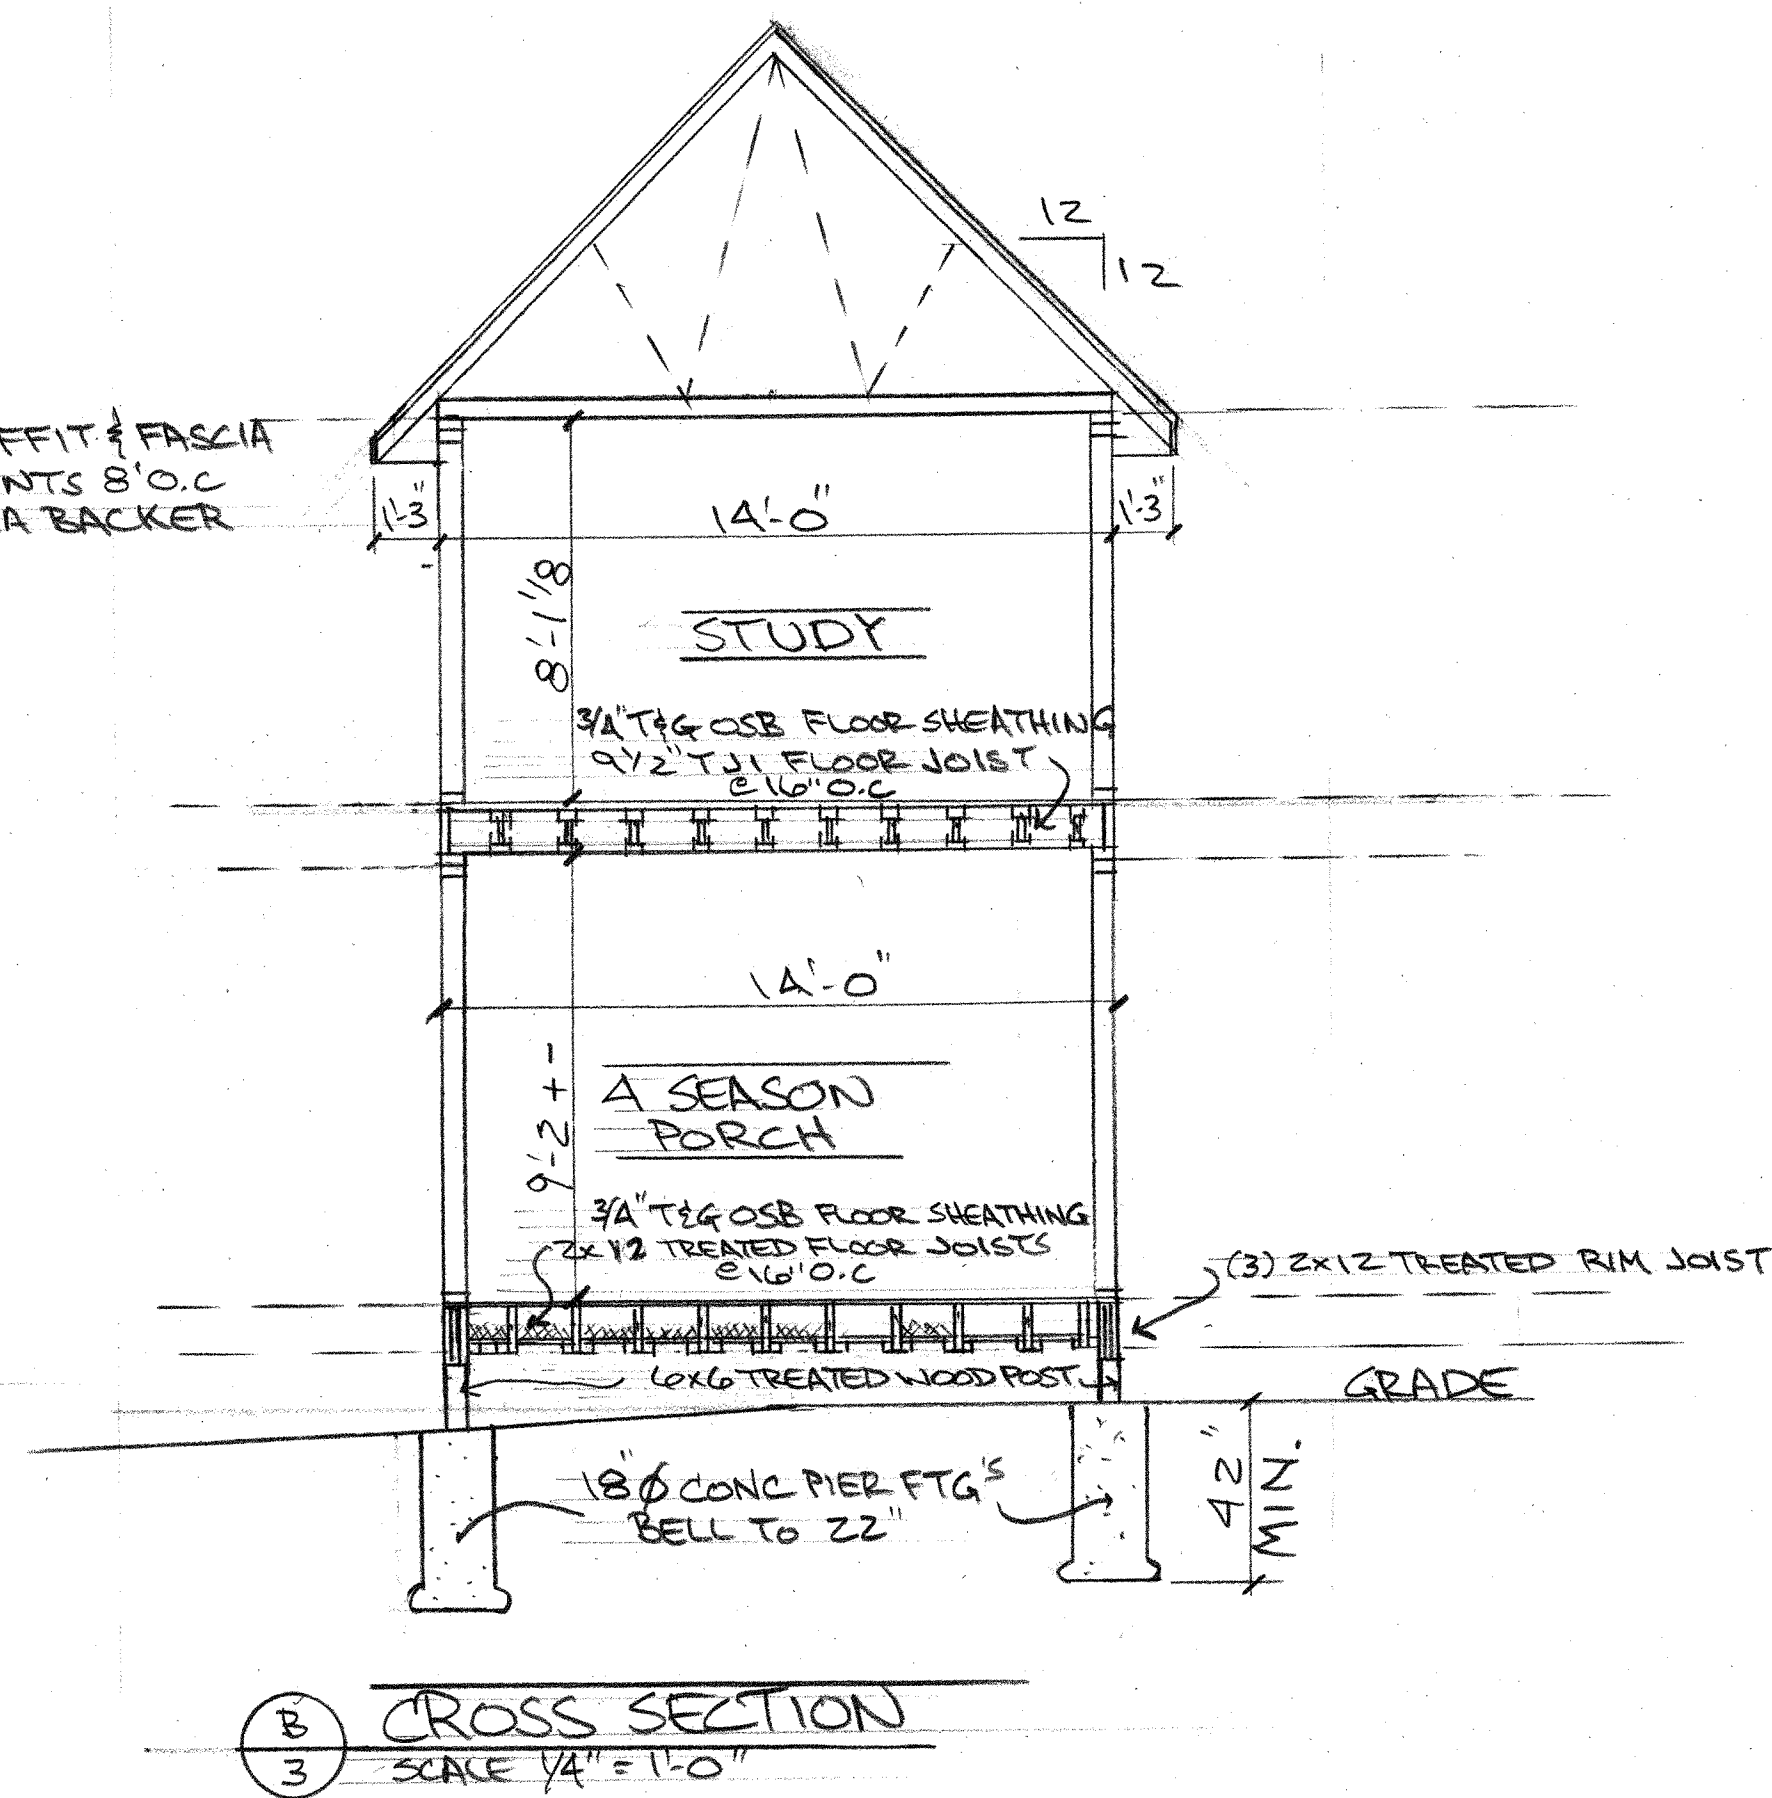 12
12
FFIT & FASCIA
NTS 8' O.C
A BACKER
1'-3"
14'-0"
1'-3"
8'-1 1/8
STUDY
3/4" T&G OSB FLOOR SHEATHING
9 1/2" TJI FLOOR JOIST
@ 16" O.C
14'-0"
9'-2 + -
4 SEASON
PORCH
3/4" T&G OSB FLOOR SHEATHING
2x12 TREATED FLOOR JOISTS
@ 16" O.C
(3) 2x12 TREATED RIM JOIST
6x6 TREATED WOOD POST
GRADE
18" Ø CONC PIER FTG'S
BELL TO 22"
42"
MIN.
B
3
CROSS SECTION
SCALE 1/4" = 1'-0"